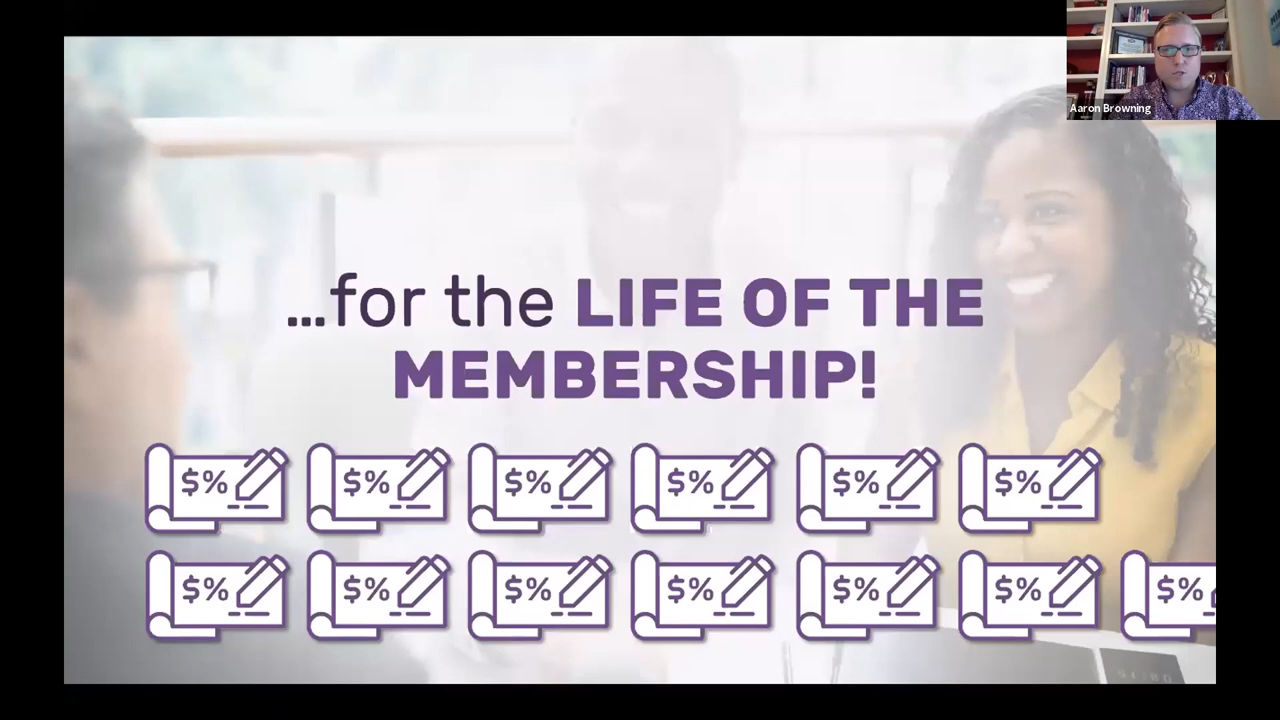 Aaron Browning
...for the LIFE OF THE
MEMBERSHIP!
$% $% $% $% $% $%
$% $% $% $% $% $% $%